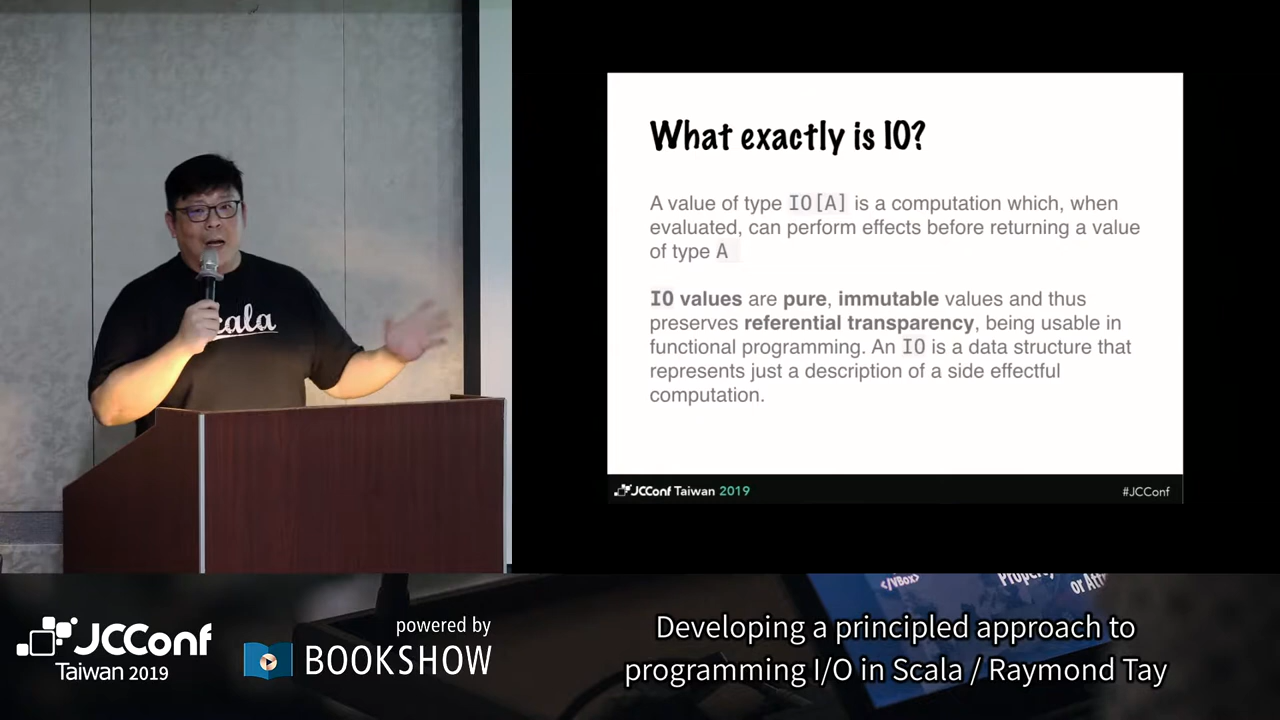 cala
What exactly is IO?
A value of type IO[A] is a computation which, when
evaluated, can perform effects before returning a value
of type A
IO values are pure, immutable values and thus
preserves referential transparency, being usable in
functional programming. An IO is a data structure that
represents just a description of a side effectful
computation.
JCConf Taiwan 2019
#JCConf
</VBox>
or
JCConf
Taiwan 2019
powered by
BOOKSHOW
Developing a principled approach to
programming I/O in Scala / Raymond Tay